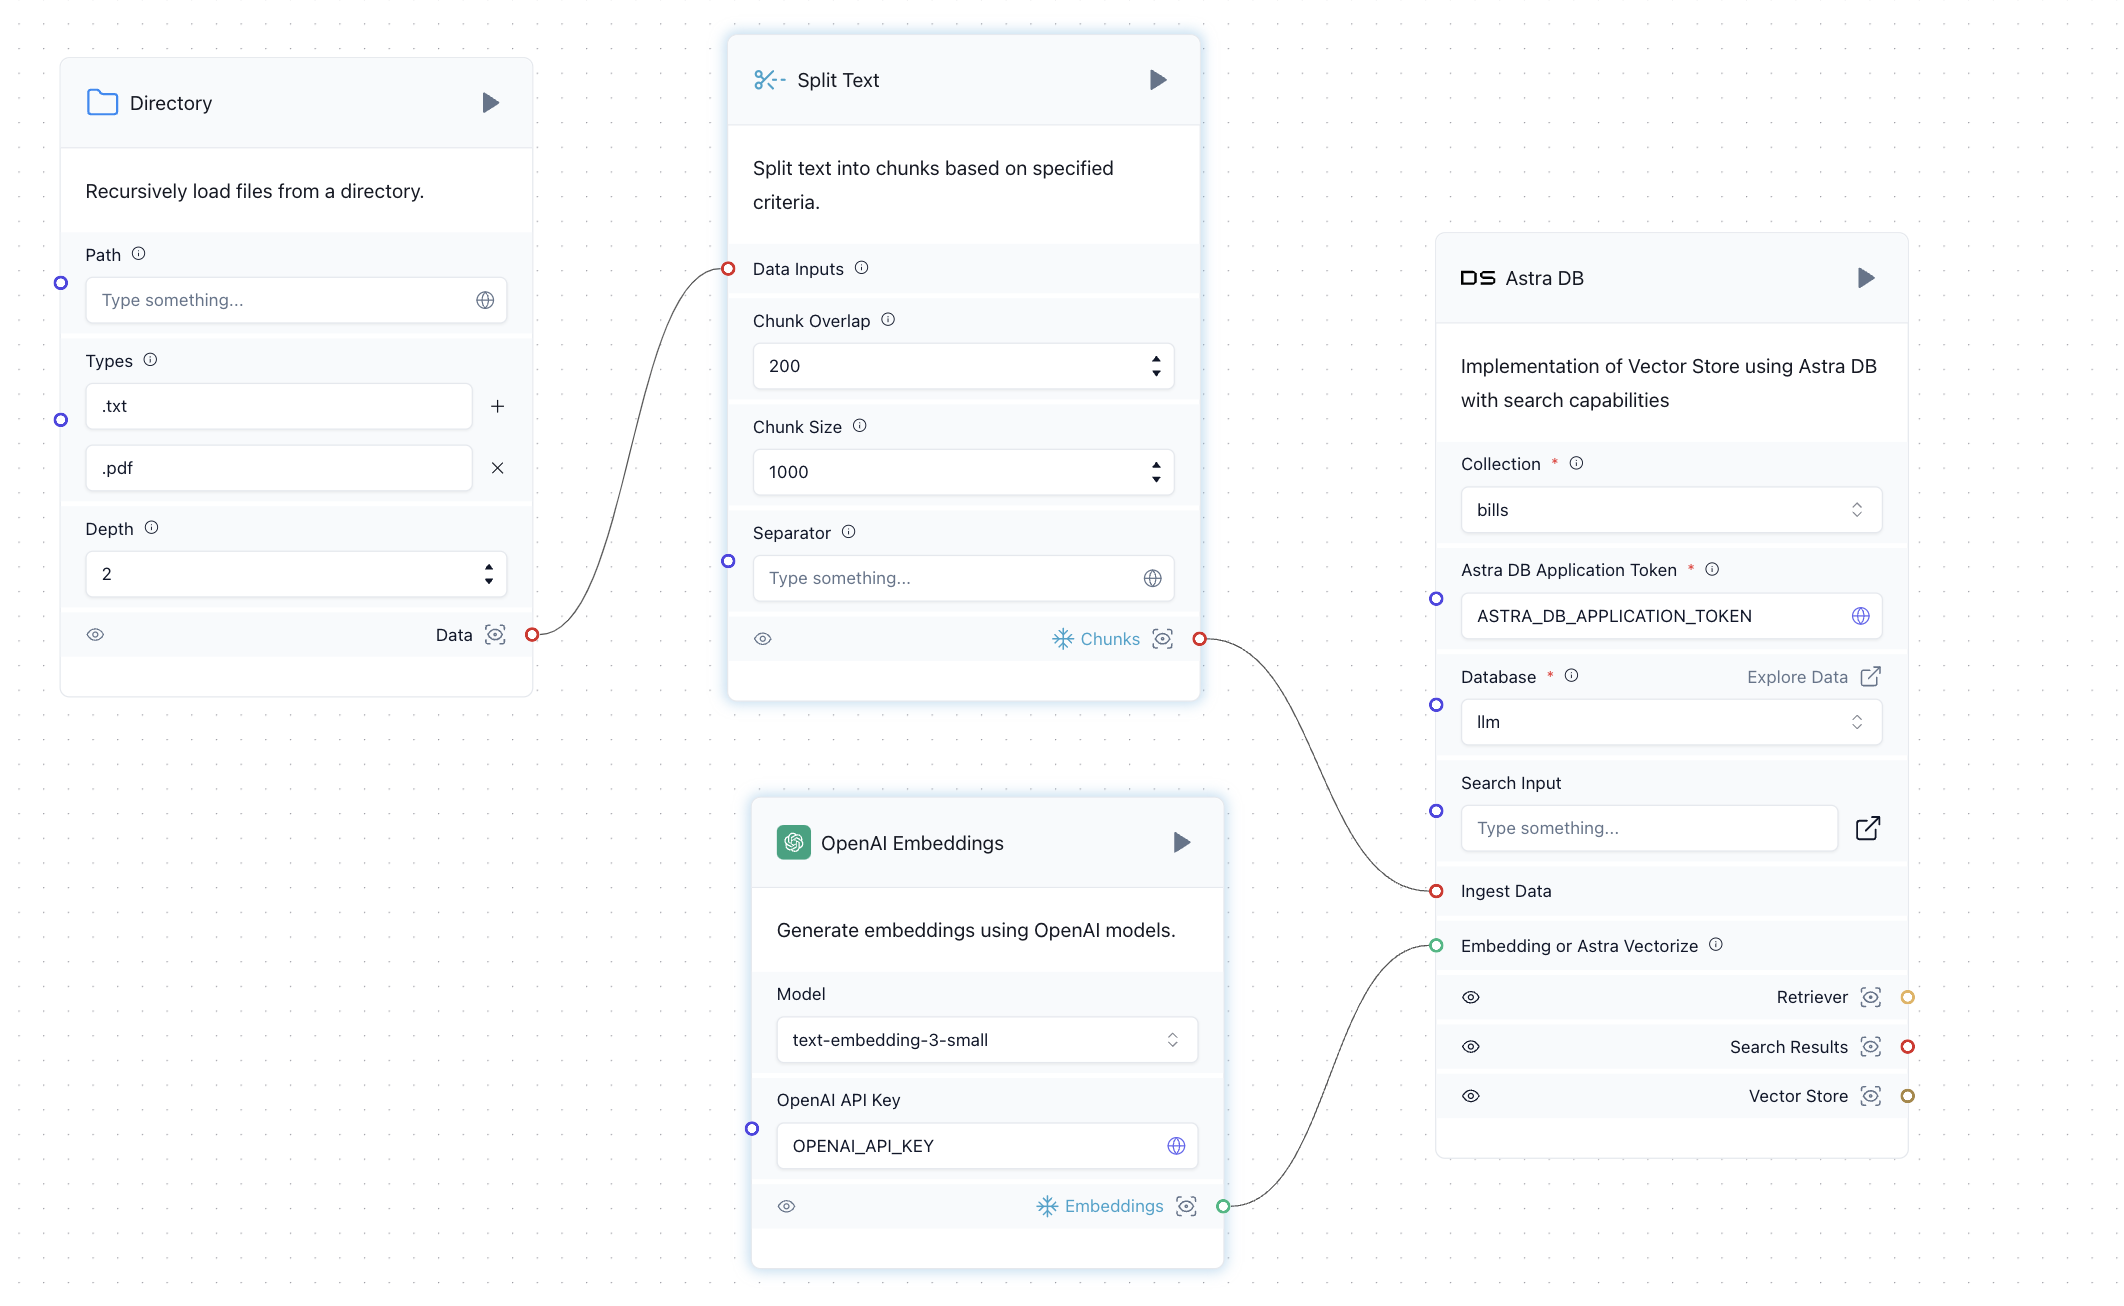 Directory
Recursively load files from a directory.
Path
Type something...
Types
.txt
.pdf
Depth
2
Data
Split Text
Split text into chunks based on specified
criteria.
Data Inputs
Chunk Overlap
200
Chunk Size
1000
Separator
Type something...
Chunks
OpenAI Embeddings
Generate embeddings using OpenAI models.
Model
text-embedding-3-small
OpenAI API Key
OPENAI_API_KEY
Embeddings
DS Astra DB
Implementation of Vector Store using Astra DB
with search capabilities
Collection *
bills
Astra DB Application Token *
ASTRA_DB_APPLICATION_TOKEN
Database * Explore Data
llm
Search Input
Type something...
Ingest Data
Embedding or Astra Vectorize
Retriever
Search Results
Vector Store